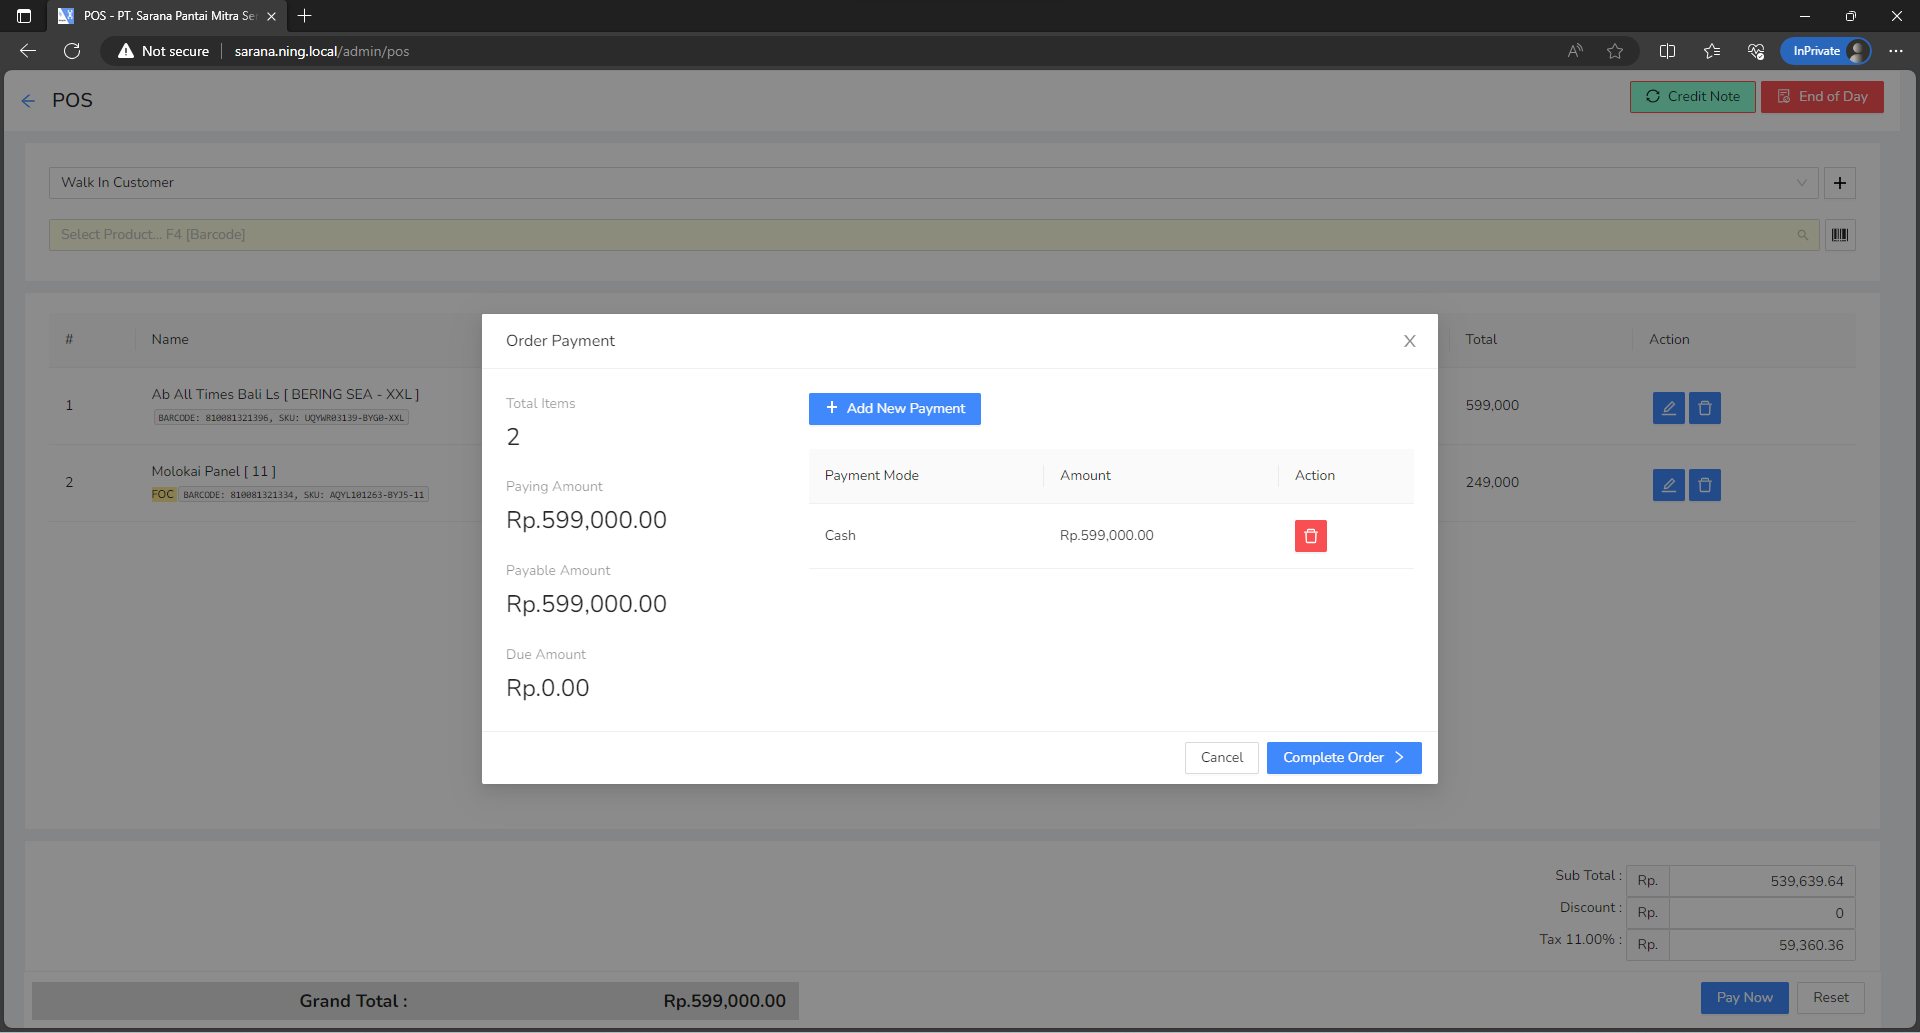 POS - PT. Sarana Pantai Mitra Se
Not secure
sarana.ning.local/admin/pos
InPrivate
POS
Credit Note
End of Day
Walk In Customer
Select Product... F4 [Barcode]
# Name Total Action
1 Ab All Times Bali Ls [ BERING SEA - XXL ] 599,000
BARCODE: 810081321396, SKU: UQYWR03139-BYG0-XXL
2 Molokai Panel [ 11 ] 249,000
FOC BARCODE: 810081321334, SKU: AQYL101263-BYJ5-11
Order Payment
Total Items
2
Paying Amount
Rp.599,000.00
Payable Amount
Rp.599,000.00
Due Amount
Rp.0.00
Add New Payment
Payment Mode Amount Action
Cash Rp.599,000.00
Cancel
Complete Order
Sub Total : Rp. 539,639.64
Discount : Rp. 0
Tax 11.00% : Rp. 59,360.36
Grand Total : Rp.599,000.00
Pay Now
Reset